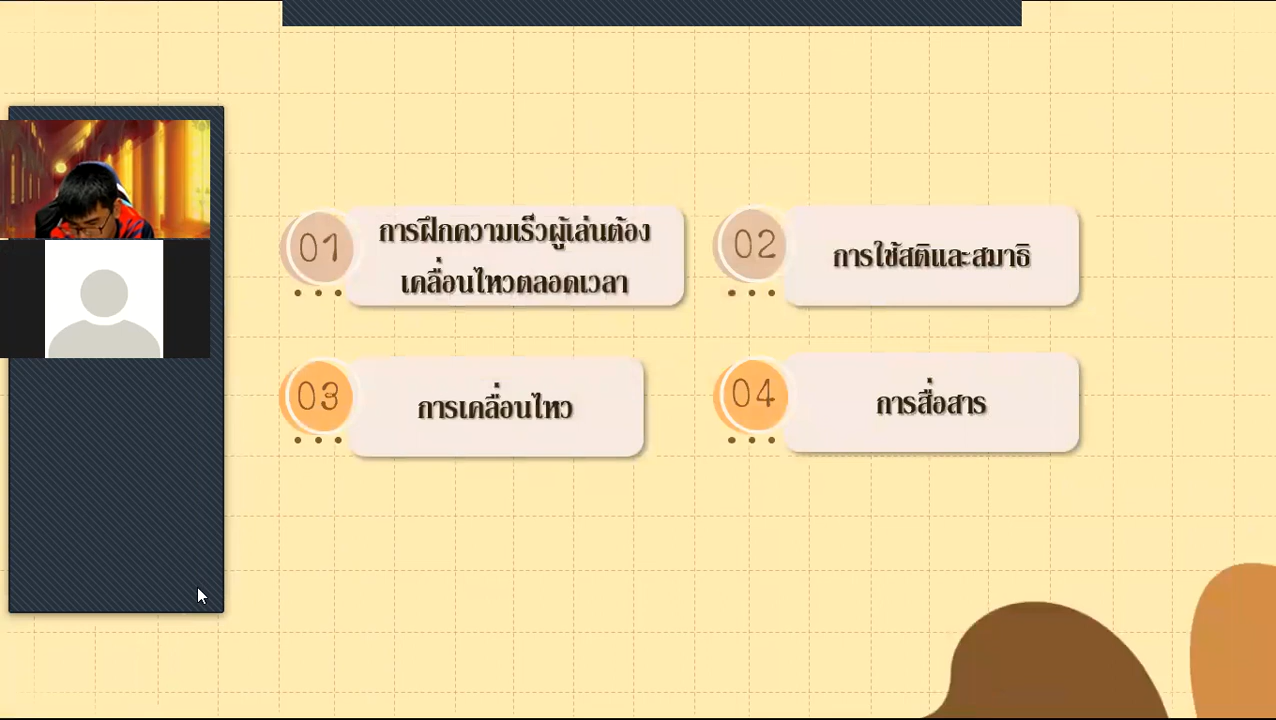 01
การฝึกความเร็วผู้เล่นต้อง
เคลื่อนไหวตลอดเวลา
02
การใช้สติและสมาธิ
03
การเคลื่อนไหว
04
การสื่อสาร